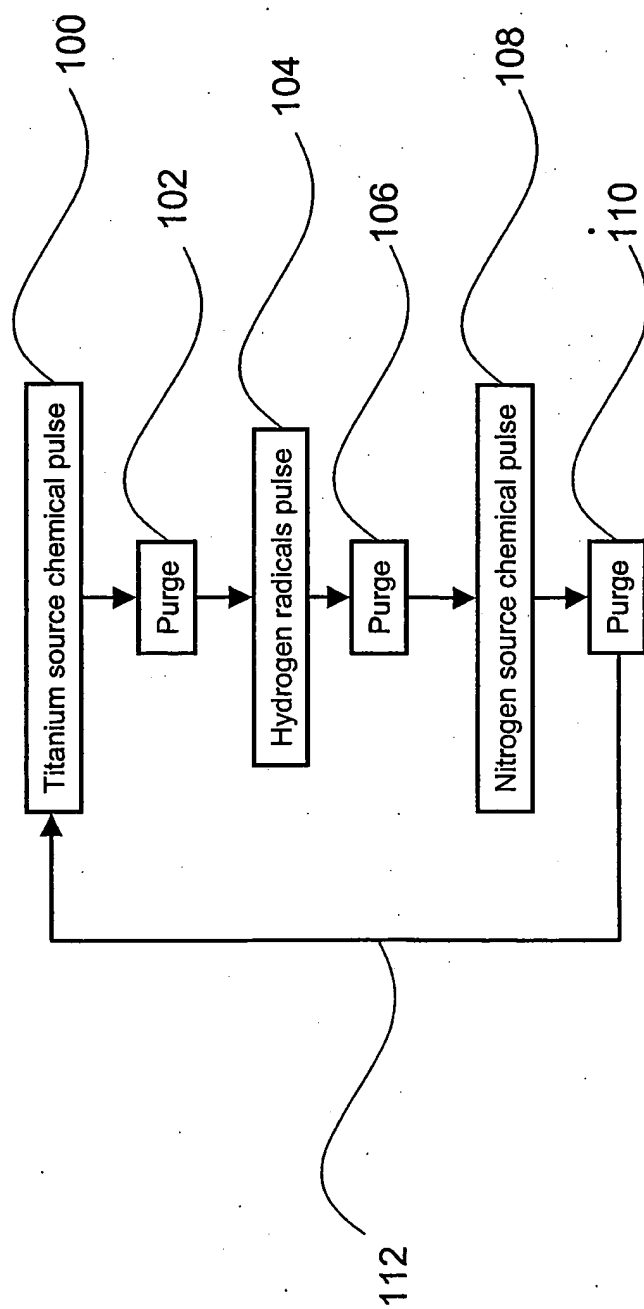 Titanium source chemical pulse
100
Purge
102
Hydrogen radicals pulse
104
Purge
106
Nitrogen source chemical pulse
108
Purge
110
112